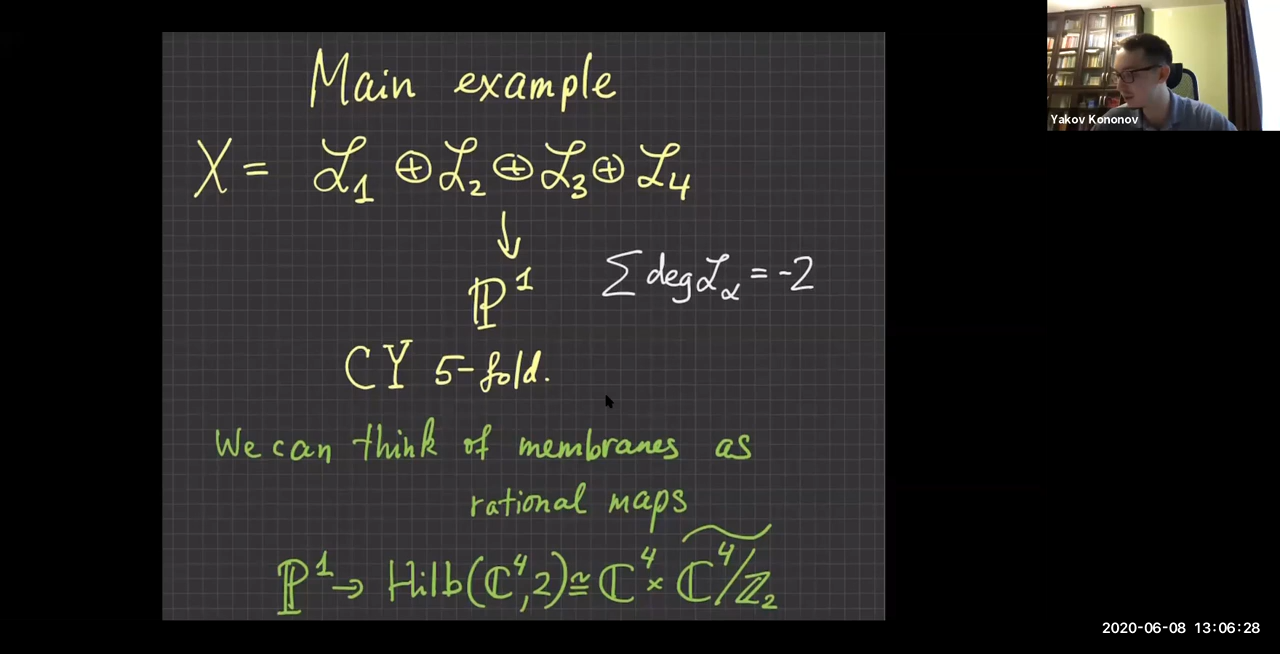 Main example
X = ℒ₁ ⊕ ℒ₂ ⊕ ℒ₃ ⊕ ℒ₄
↓
ℙ¹
∑ deg ℒ_α = -2
CY 5-fold.
We can think of membranes as
rational maps
ℙ¹ → Hilb(ℂ⁴, 2) ≅ ℂ⁴ × \widetilde{ℂ⁴/ℤ₂}
Yakov Kononov
2020-06-08 13:06:28